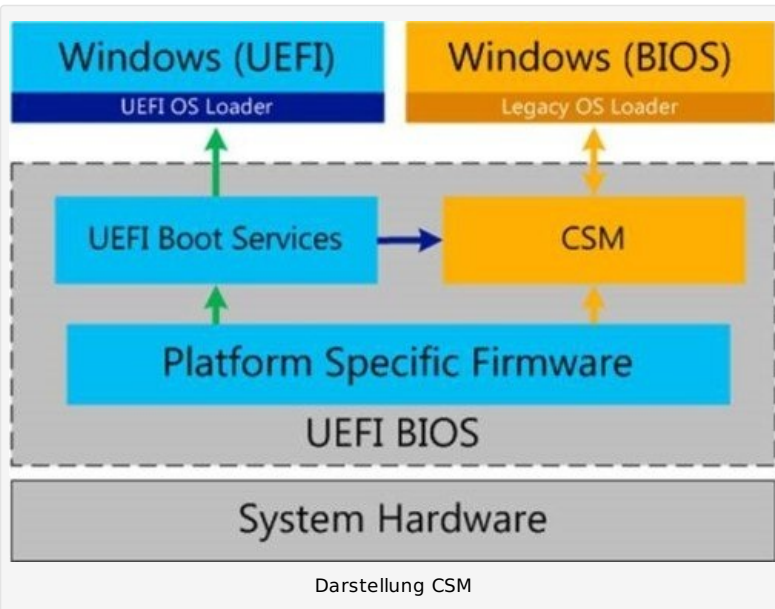 Windows (UEFI)
UEFI OS Loader
Windows (BIOS)
Legacy OS Loader
UEFI Boot Services
CSM
Platform Specific Firmware
UEFI BIOS
System Hardware
Darstellung CSM